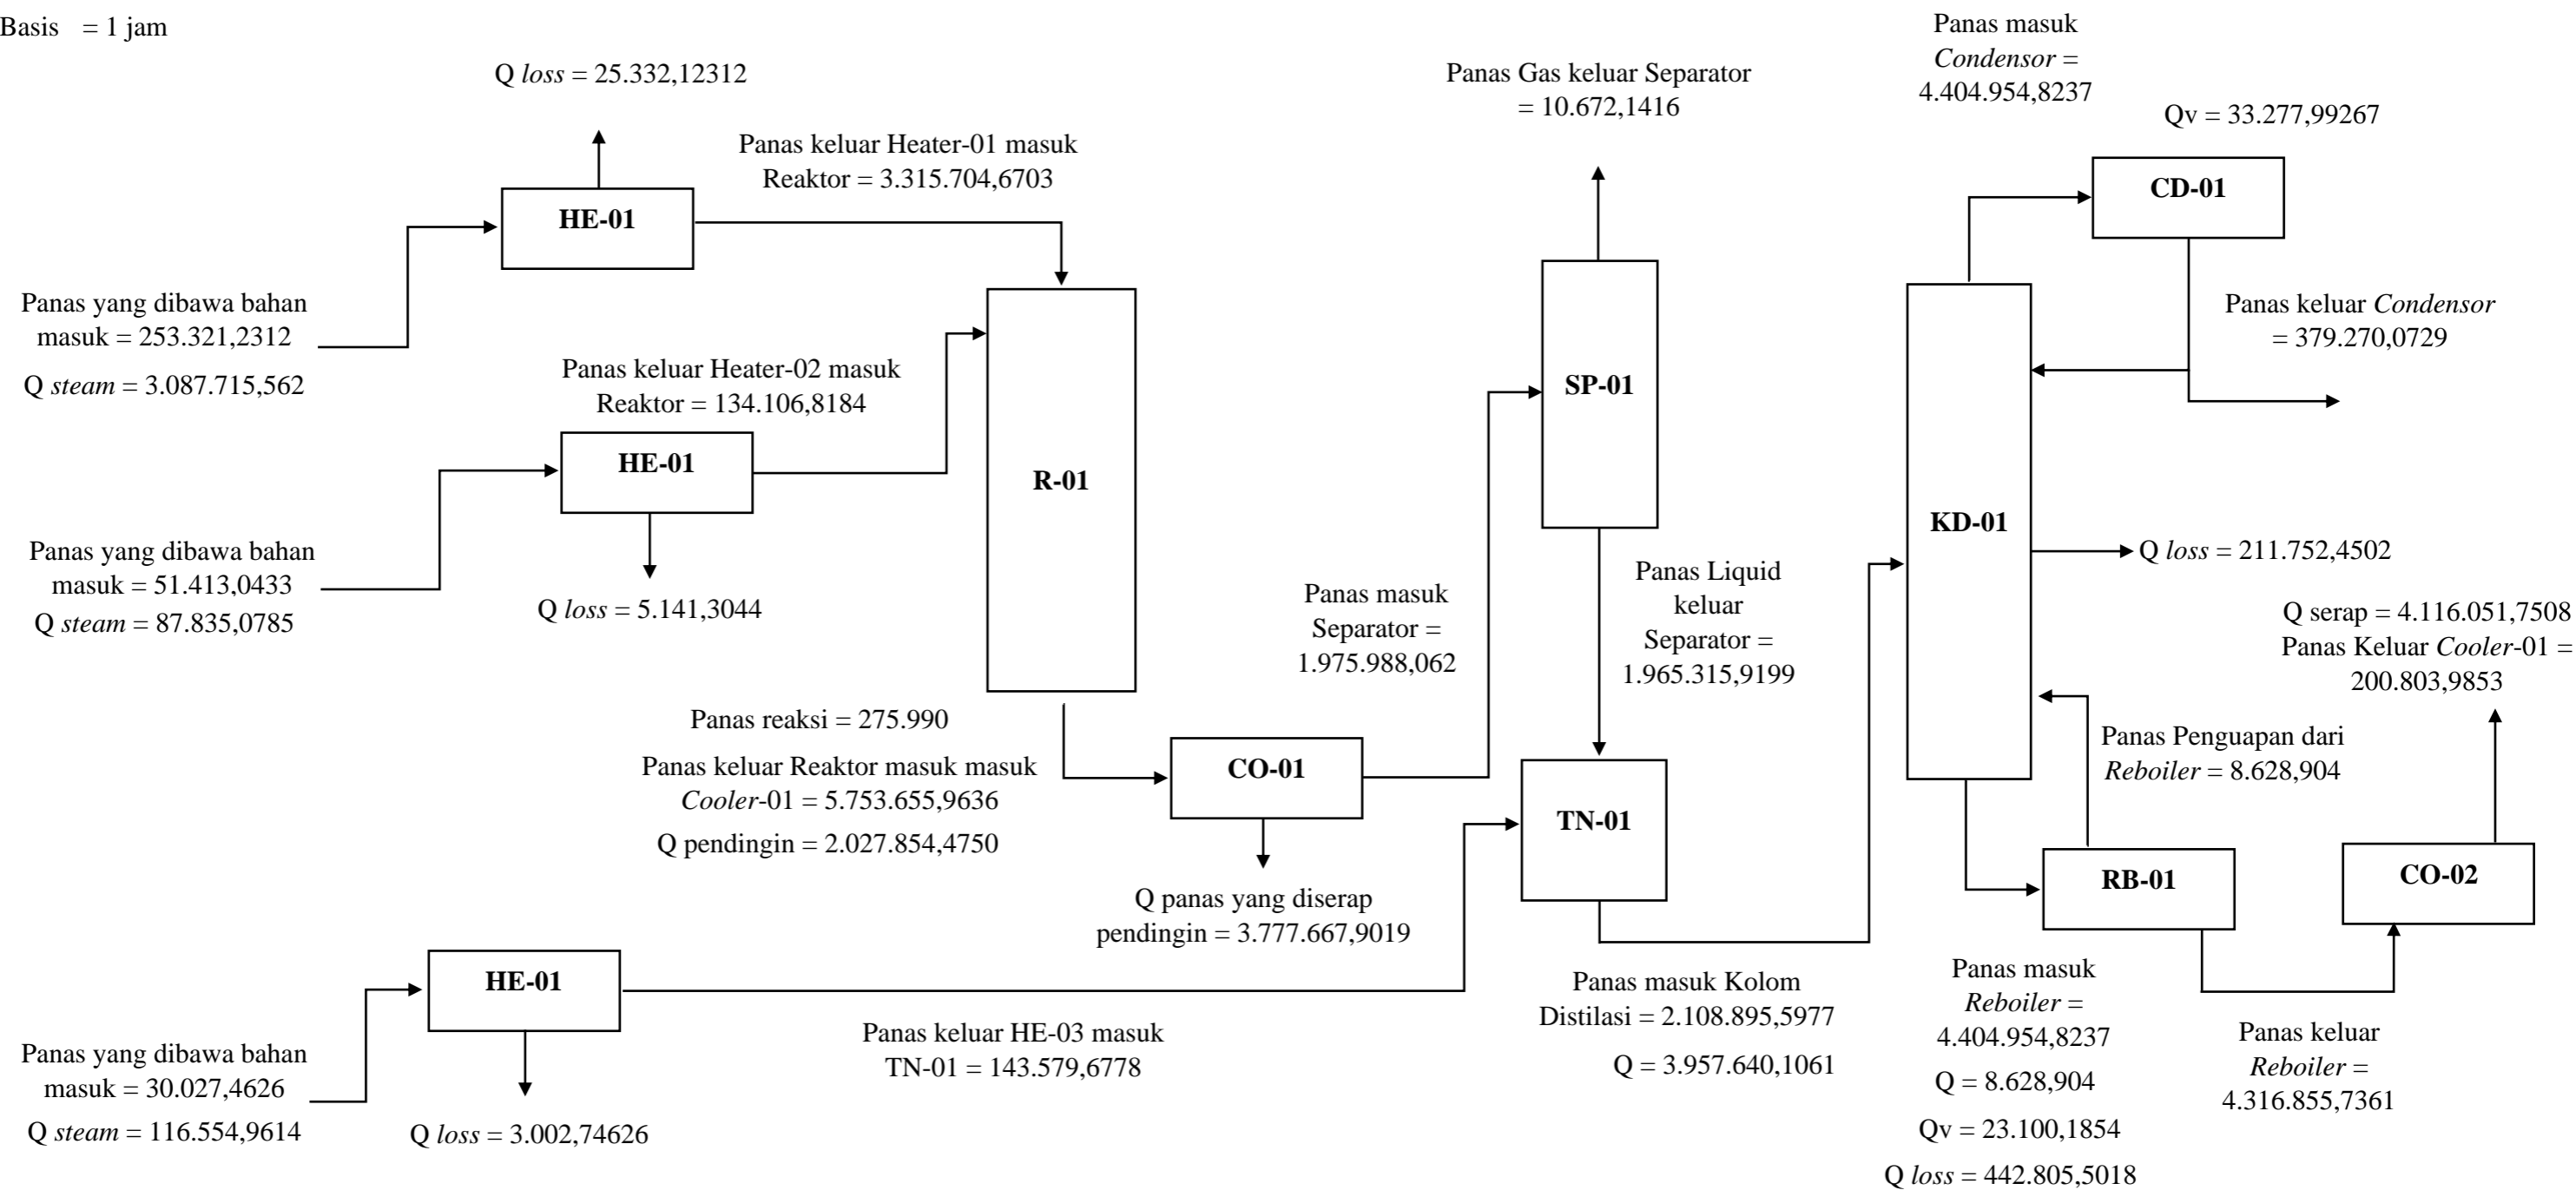 Basis = 1 jam
Q loss = 25.332,12312
Panas keluar Heater-01 masuk
Reaktor = 3.315.704,6703
HE-01
Panas yang dibawa bahan
masuk = 253.321,2312
Q steam = 3.087.715,562
Panas keluar Heater-02 masuk
Reaktor = 134.106,8184
HE-01
Panas yang dibawa bahan
masuk = 51.413,0433
Q steam = 87.835,0785
Q loss = 5.141,3044
R-01
Panas reaksi = 275.990
Panas keluar Reaktor masuk masuk
Cooler-01 = 5.753.655,9636
Q pendingin = 2.027.854,4750
CO-01
Q panas yang diserap
pendingin = 3.777.667,9019
HE-01
Panas yang dibawa bahan
masuk = 30.027,4626
Q steam = 116.554,9614
Q loss = 3.002,74626
Panas keluar HE-03 masuk
TN-01 = 143.579,6778
Panas Gas keluar Separator
= 10.672,1416
SP-01
Panas masuk
Separator =
1.975.988,062
Panas Liquid
keluar
Separator =
1.965.315,9199
TN-01
Panas masuk Kolom
Distilasi = 2.108.895,5977
Q = 3.957.640,1061
Panas masuk
Condensor =
4.404.954,8237
Qv = 33.277,99267
CD-01
Panas keluar Condensor
= 379.270,0729
KD-01
Q loss = 211.752,4502
Q serap = 4.116.051,7508
Panas Keluar Cooler-01 =
200.803,9853
Panas Penguapan dari
Reboiler = 8.628,904
RB-01
CO-02
Panas masuk
Reboiler =
4.404.954,8237
Q = 8.628,904
Qv = 23.100,1854
Q loss = 442.805,5018
Panas keluar
Reboiler =
4.316.855,7361